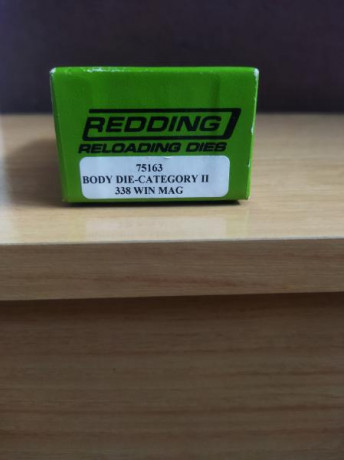 REDDING
RELOADING DIES
75163
BODY DIE-CATEGORY II
338 WIN MAG